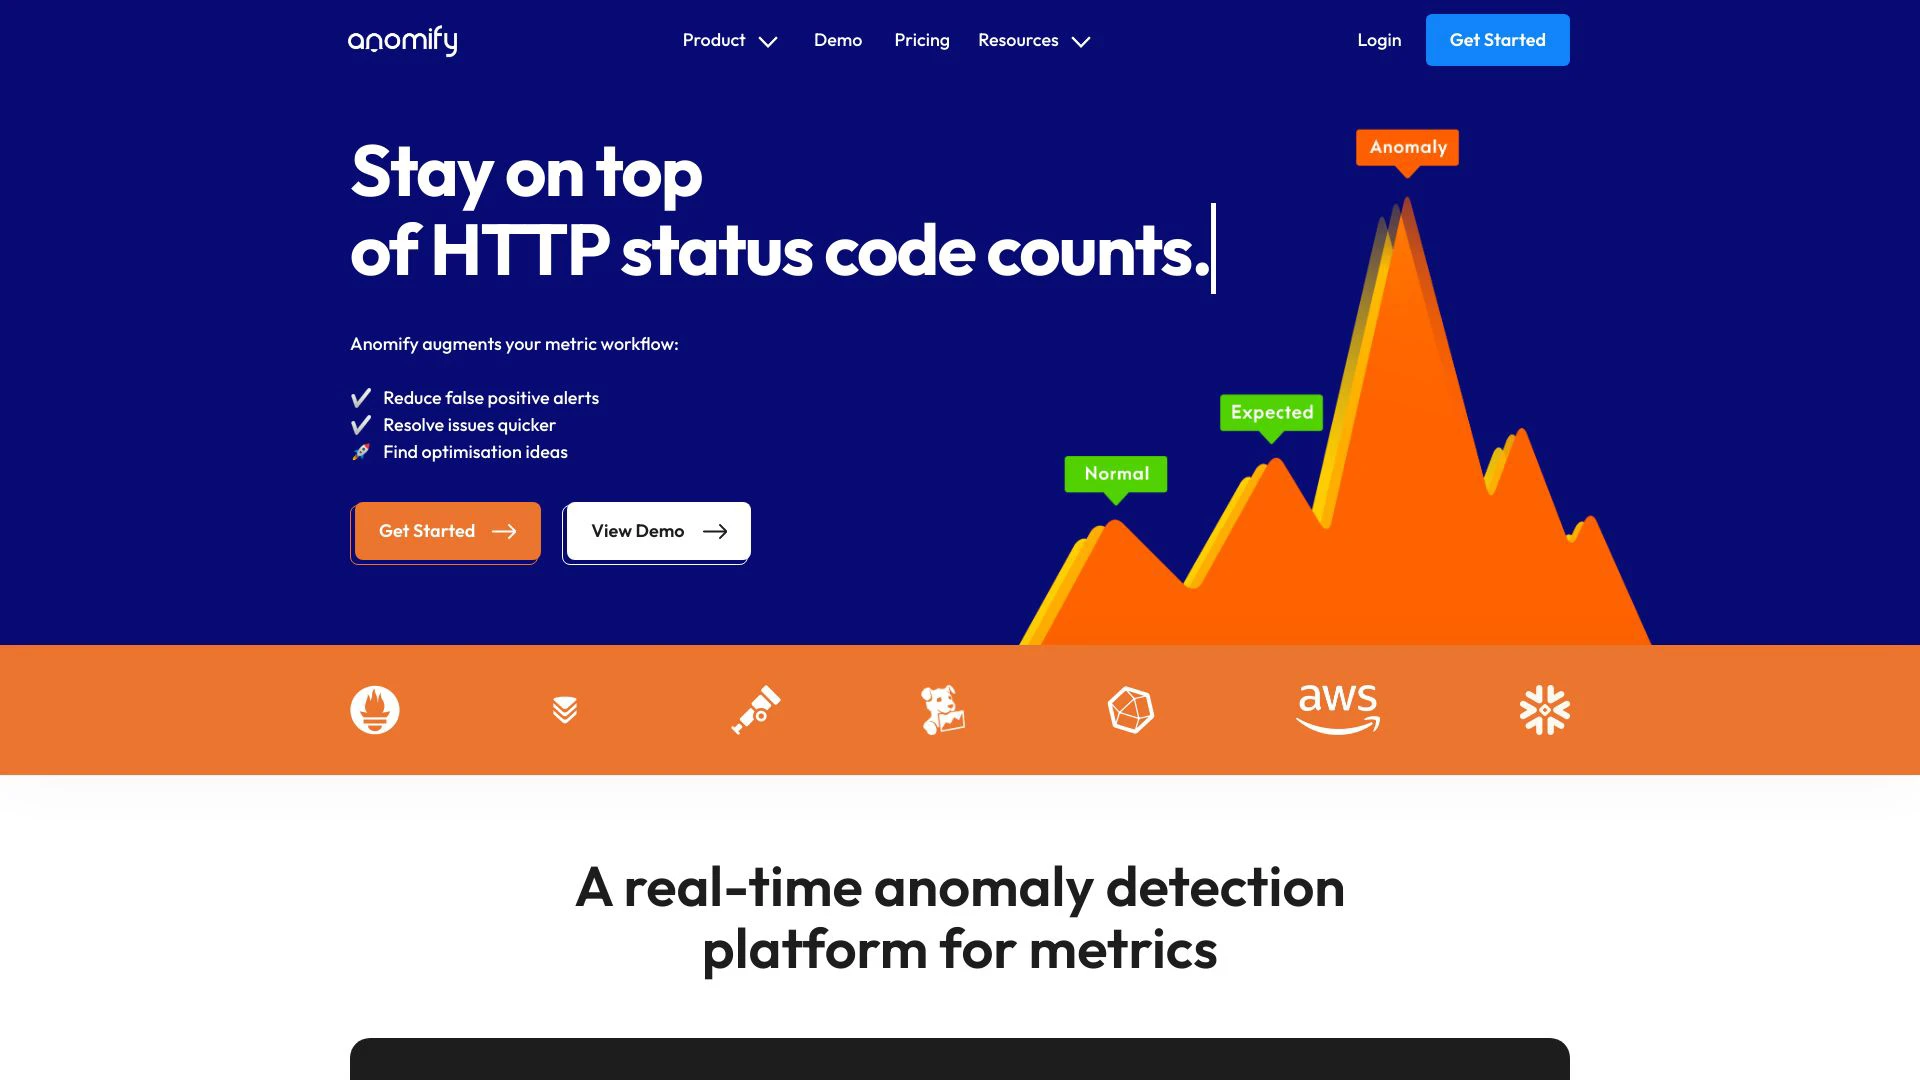 anomify
Product
Demo
Pricing
Resources
Login
Get Started
Stay on top
of HTTP status code counts.
Anomify augments your metric workflow:
Reduce false positive alerts
Resolve issues quicker
Find optimisation ideas
Get Started
View Demo
Anomaly
Expected
Normal
aws
A real-time anomaly detection
platform for metrics